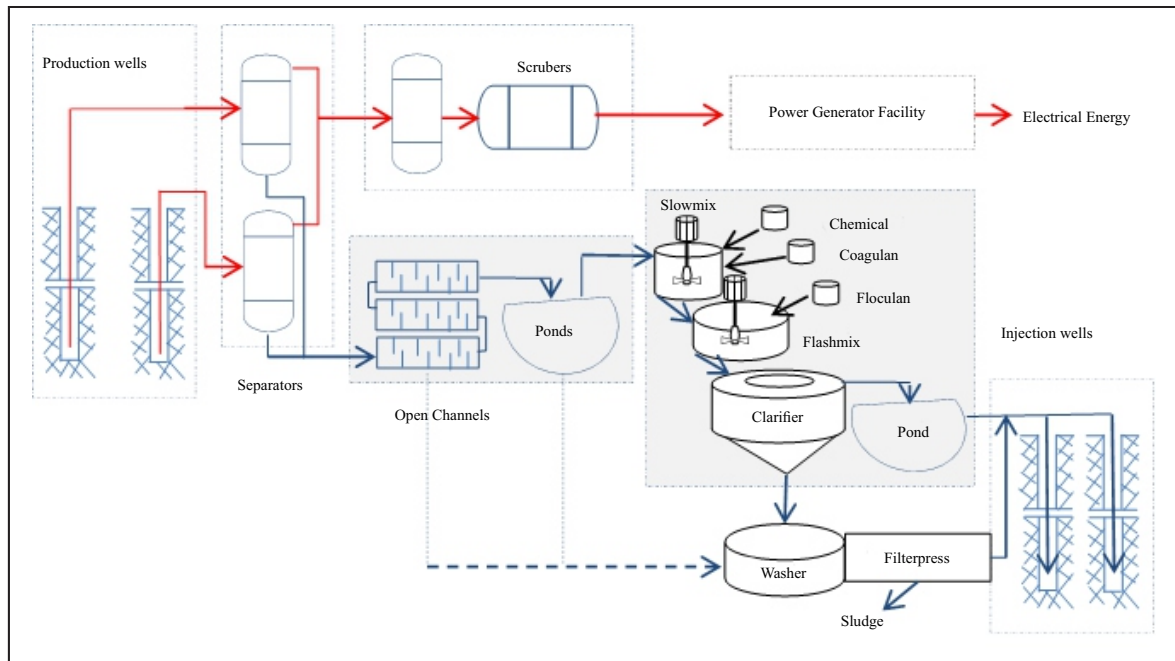 Production wells
Scrubers
Power Generator Facility
Electrical Energy
Slowmix
Chemical
Coagulan
Floculan
Ponds
Flashmix
Injection wells
Separators
Open Channels
Clarifier
Pond
Washer
Filterpress
Sludge